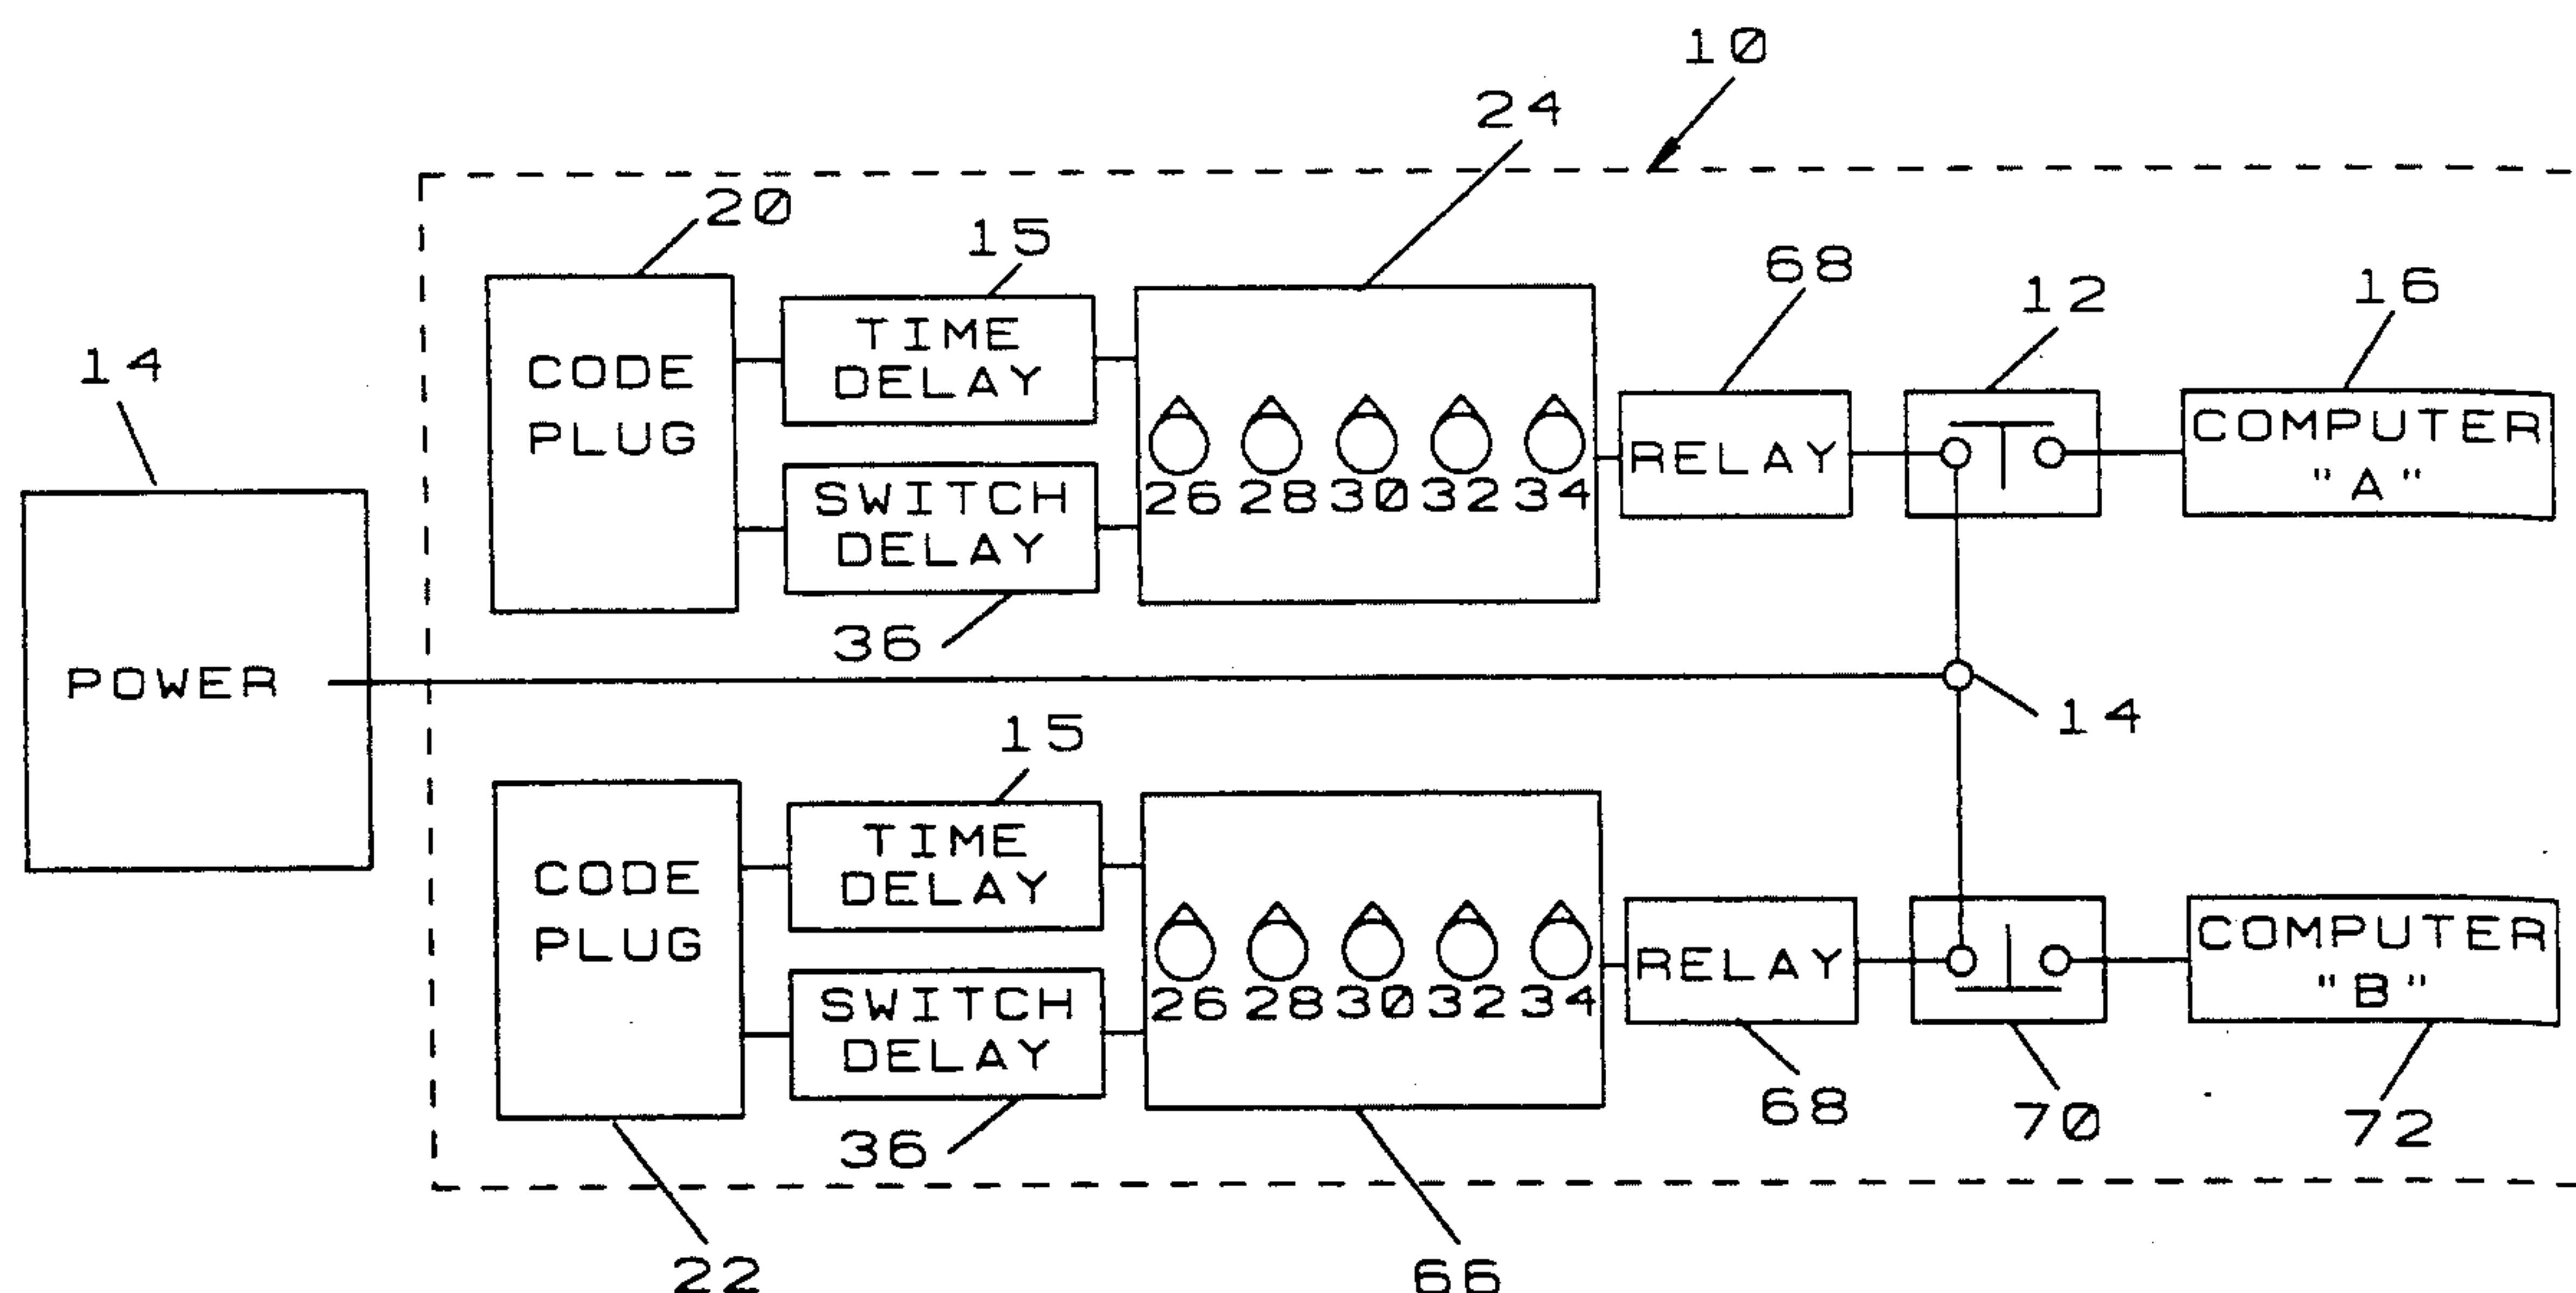 10
24
20
15
68
12
16
14
CODE
PLUG
TIME
DELAY
SWITCH
DELAY
26 28 30 32 34
RELAY
COMPUTER
"A"
36
POWER
14
15
CODE
PLUG
TIME
DELAY
SWITCH
DELAY
26 28 30 32 34
RELAY
COMPUTER
"B"
36
68
70
72
22
66